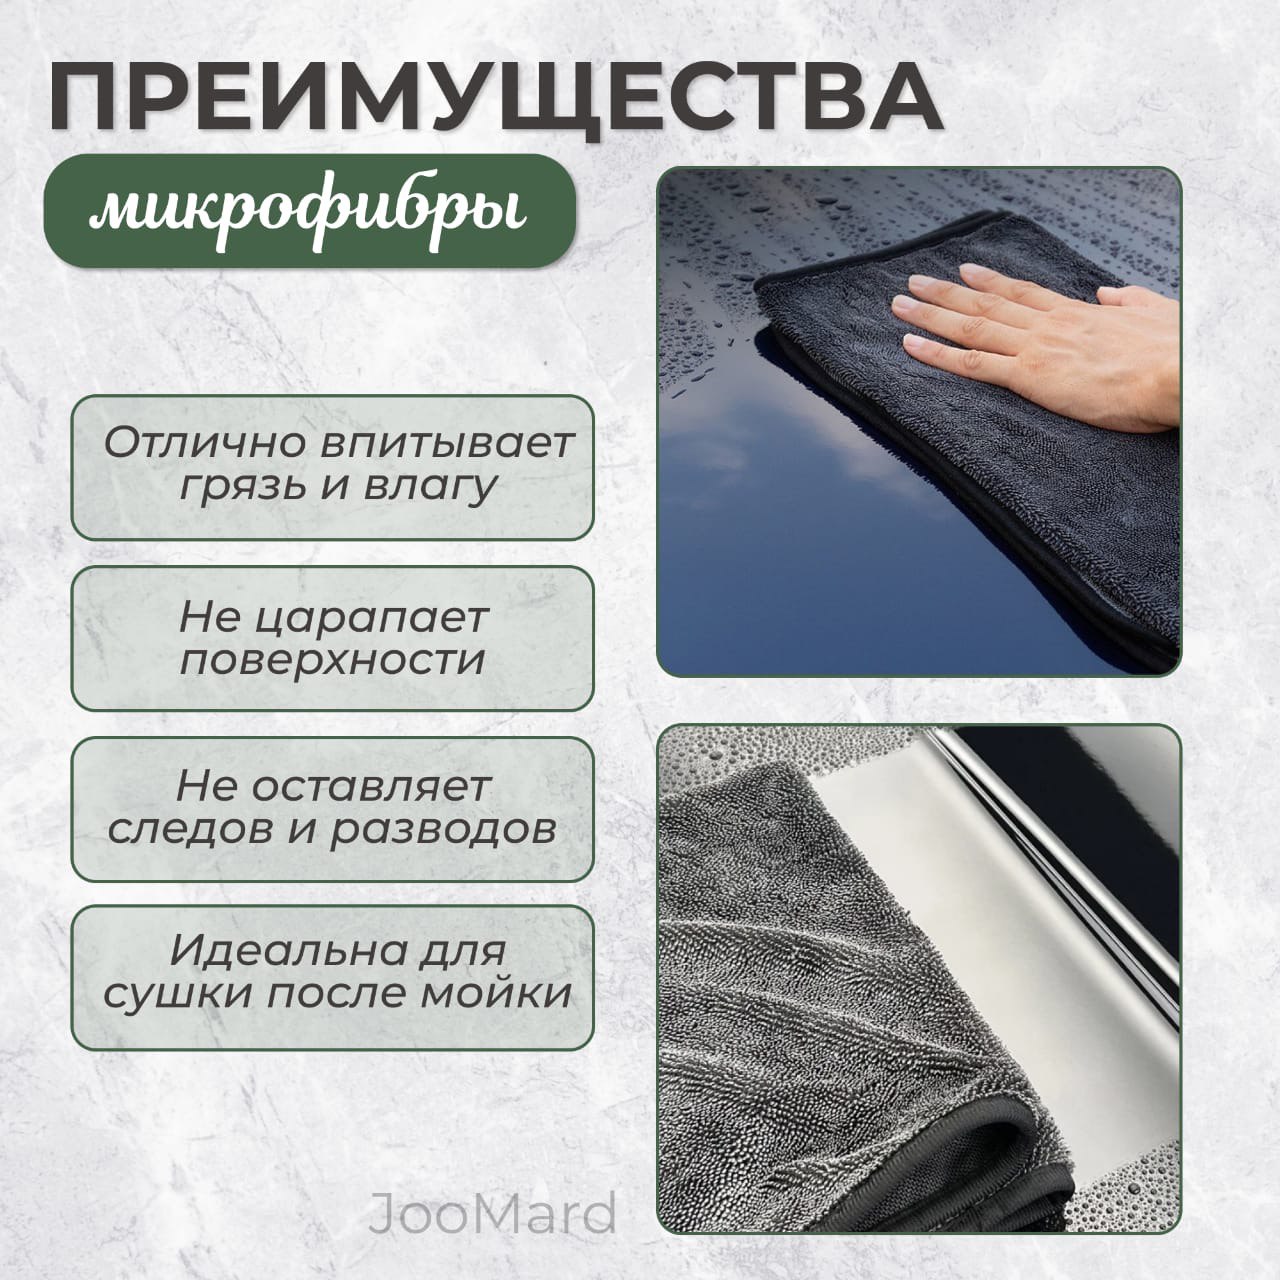 ПРЕИМУЩЕСТВА
микрофибры
Отлично впитывает
грязь и влагу
Не царапает
поверхности
Не оставляет
следов и разводов
Идеальна для
сушки после мойки
JooMard